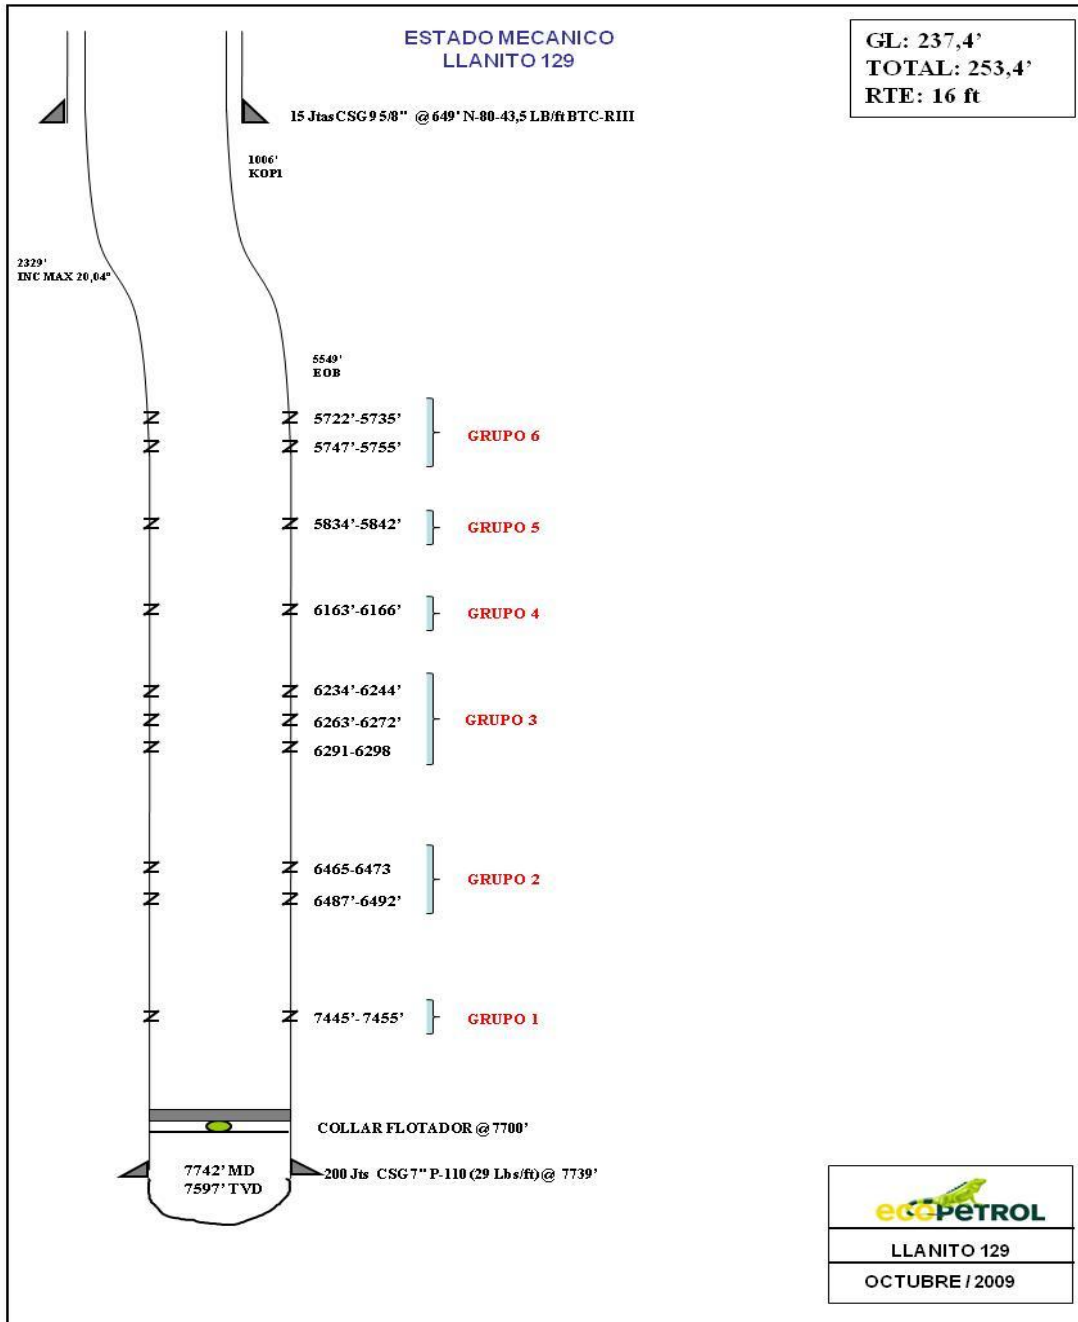 ESTADO MECANICO
LLANITO 129
GL: 237,4’
TOTAL: 253,4’
RTE: 16 ft
15 Jtas CSG 9 5/8" @ 649' N-80-43,5 LB/ft BTC-RIII
1006'
KOP1
2329'
INC MAX 20,04°
5549'
EOB
5722’-5735’
5747’-5755’
GRUPO 6
5834’-5842’
GRUPO 5
6163’-6166’
GRUPO 4
6234’-6244’
6263’-6272’
6291-6298
GRUPO 3
6465-6473
6487’-6492’
GRUPO 2
7445’-7455’
GRUPO 1
COLLAR FLOTADOR @ 7700’
7742’ MD
7597’ TVD
200 Jts CSG 7" P-110 (29 Lbs/ft) @ 7739’
ecopetrol
LLANITO 129
OCTUBRE / 2009